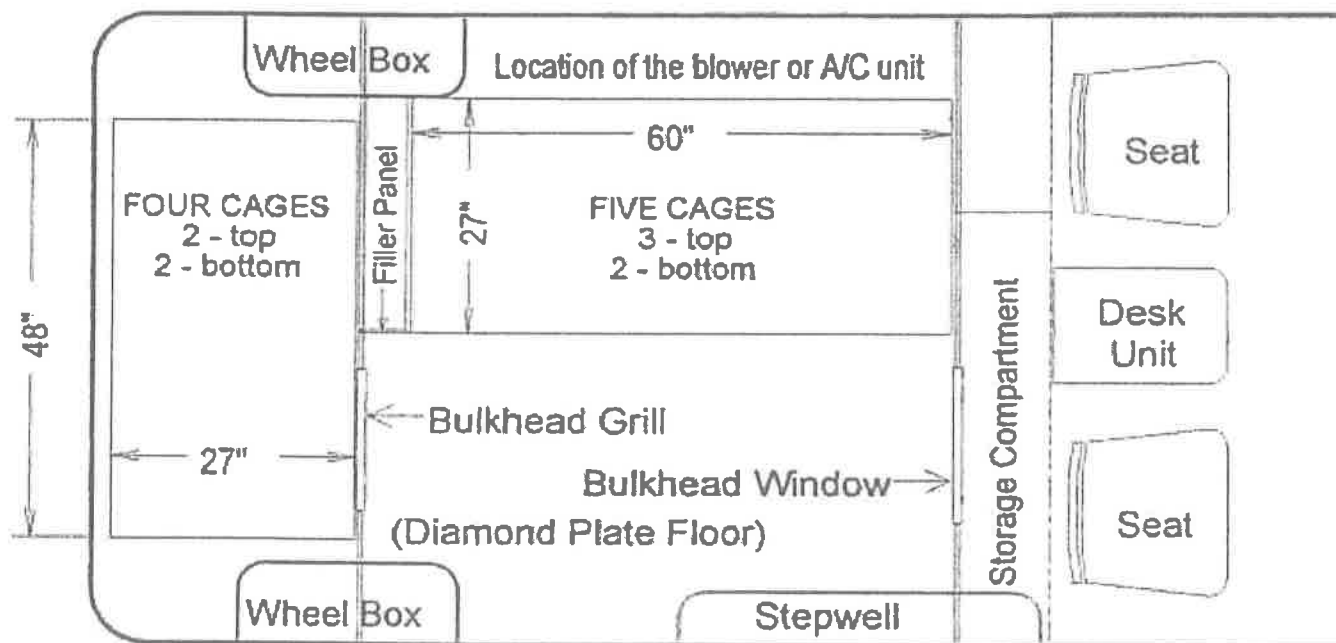 Wheel Box
Location of the blower or A/C unit
60"
Seat
FOUR CAGES
2 - top
2 - bottom
Filler Panel
27"
FIVE CAGES
3 - top
2 - bottom
48"
Storage Compartment
Desk
Unit
Bulkhead Grill
27"
Bulkhead Window
(Diamond Plate Floor)
Seat
Wheel Box
Stepwell